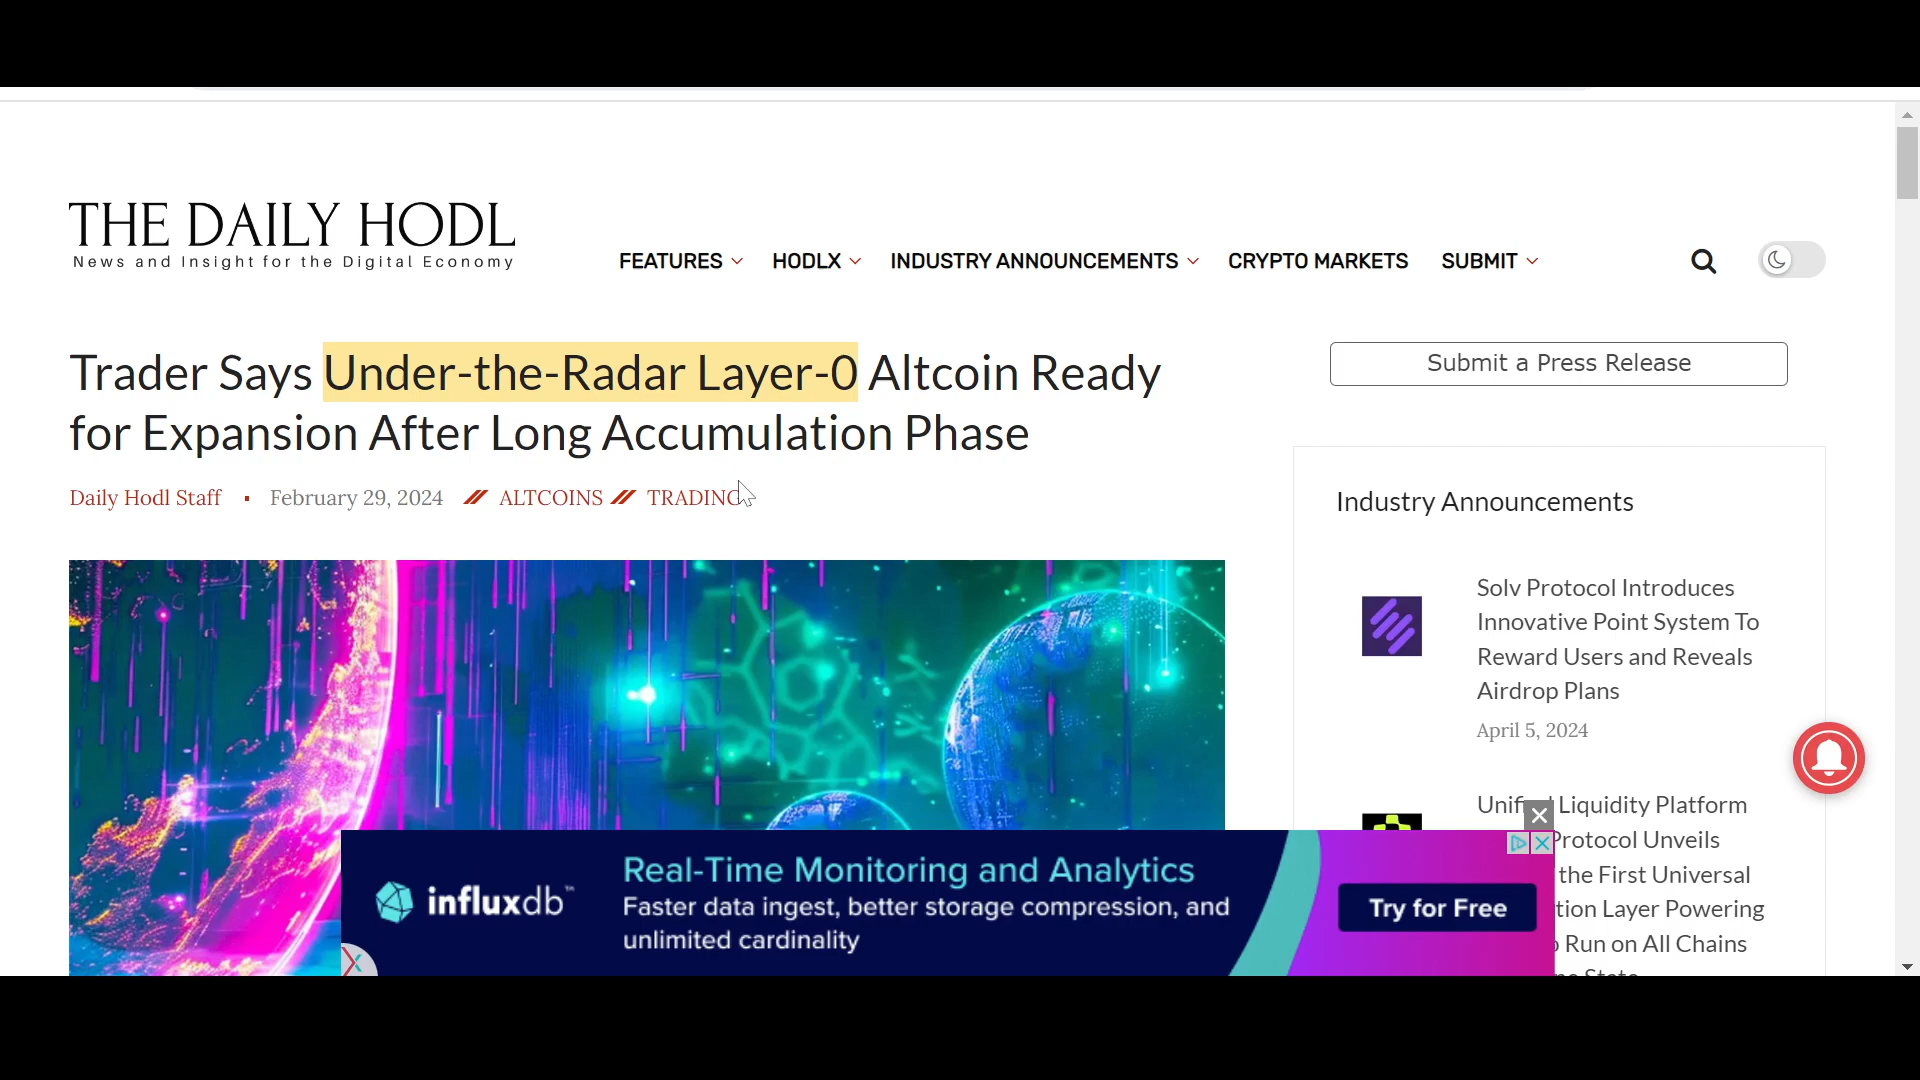 THE DAILY HODL
News and Insight for the Digital Economy
FEATURES HODLX INDUSTRY ANNOUNCEMENTS CRYPTO MARKETS SUBMIT
Trader Says Under-the-Radar Layer-0 Altcoin Ready
for Expansion After Long Accumulation Phase
Daily Hodl Staff ▪ February 29, 2024 // ALTCOINS // TRADING
Submit a Press Release
Industry Announcements
Solv Protocol Introduces
Innovative Point System To
Reward Users and Reveals
Airdrop Plans
April 5, 2024
Liquidity Platform
Protocol Unveils
the First Universal
Layer Powering
Run on All Chains
influxdb™
Real-Time Monitoring and Analytics
Faster data ingest, better storage compression, and
unlimited cardinality
Try for Free